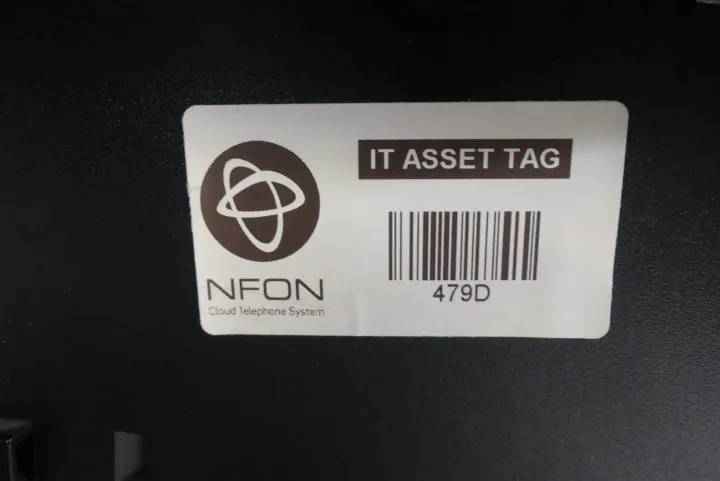 IT ASSET TAG
479D
NFON
Cloud Telephone System